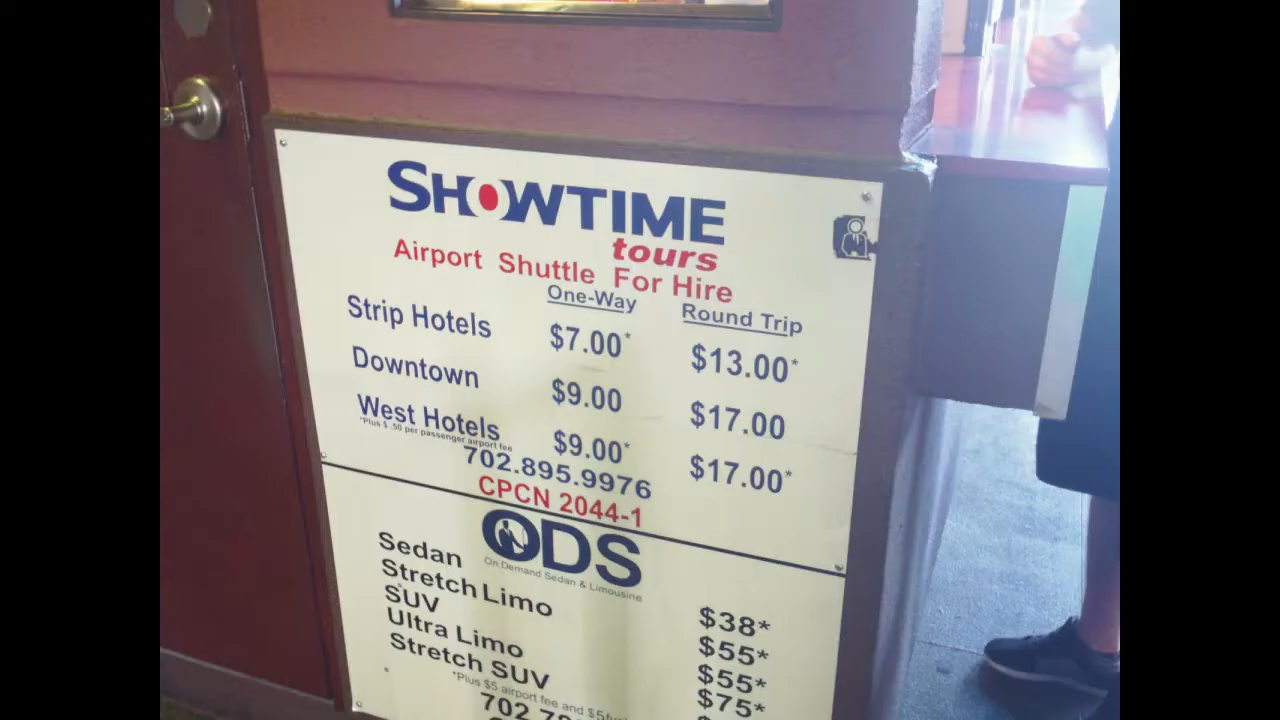 SHOWTIME
tours
Airport Shuttle For Hire
One-Way Round Trip
Strip Hotels $7.00* $13.00*
Downtown $9.00 $17.00
West Hotels $9.00* $17.00*
*Plus $ .50 per passenger airport fee
702.895.9976
CPCN 2044-1
ODS
On Demand Sedan & Limousine
Sedan $38*
Stretch Limo $55*
SUV $55*
Ultra Limo $75*
Stretch SUV
*Plus $5 airport fee and $5
702